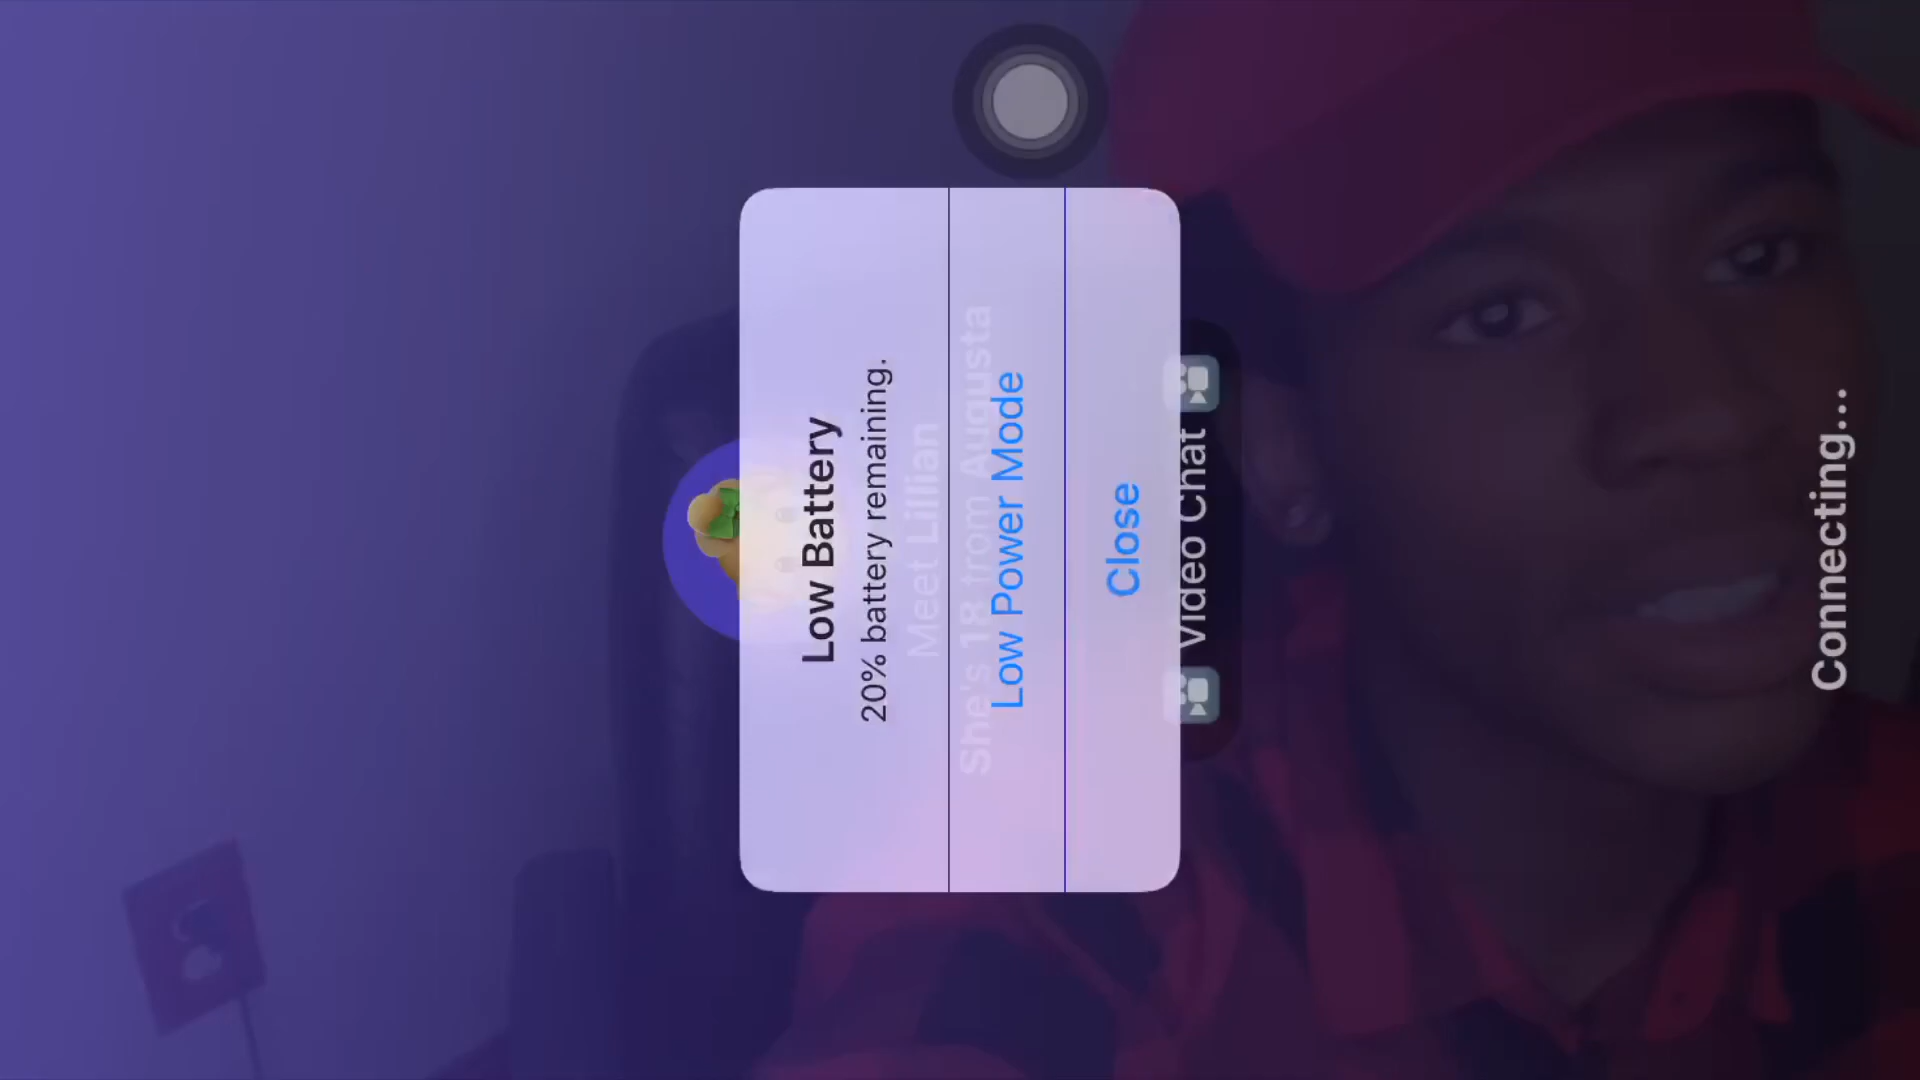 Low Battery
20% battery remaining.
Meet Lillian
She's 18 from Augusta
Low Power Mode
Close
Video Chat
Connecting...